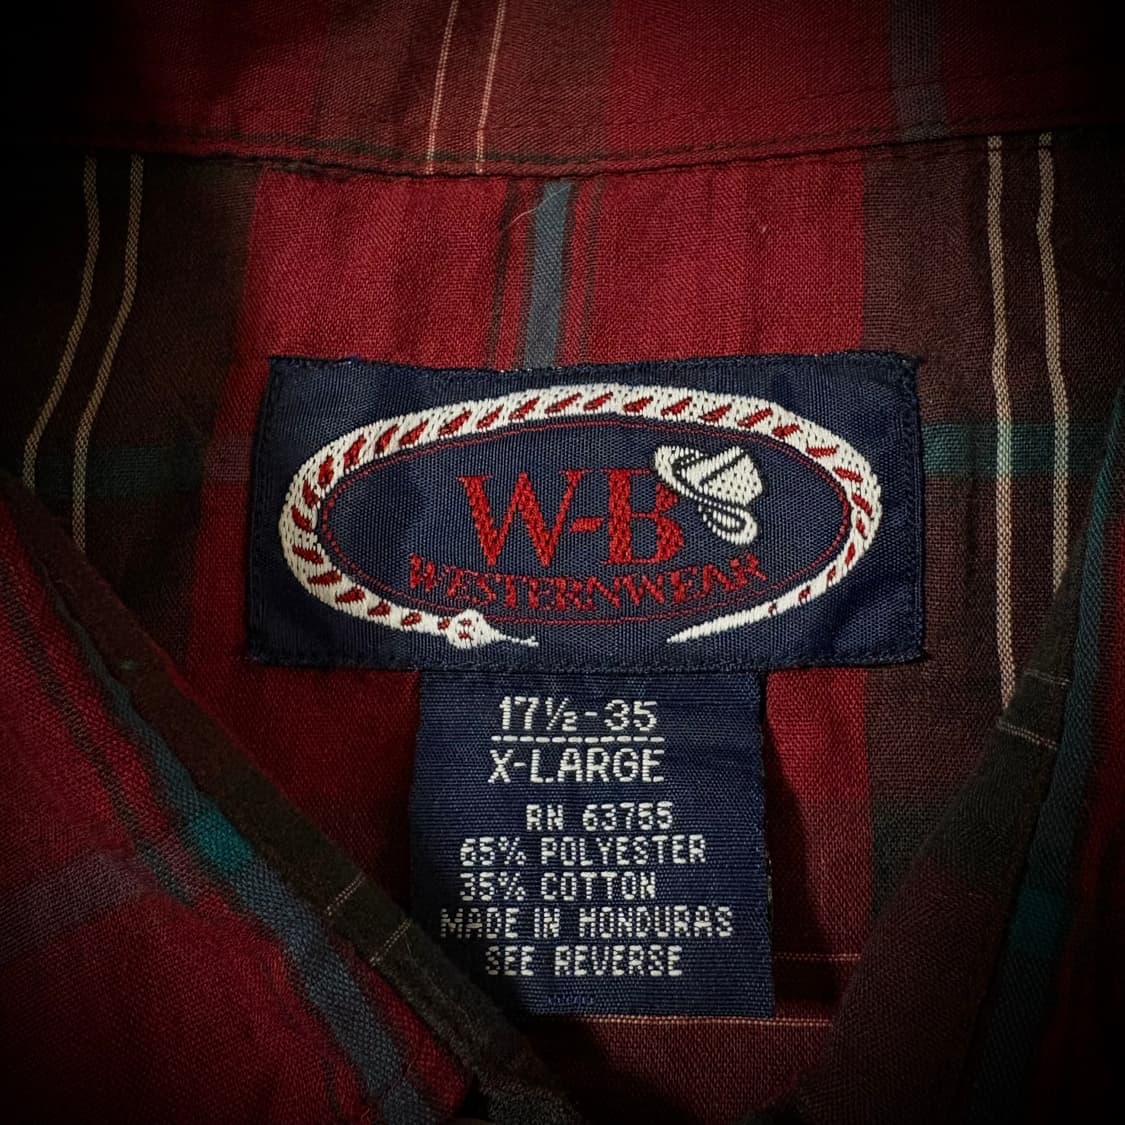 W-B
WESTERNWEAR
17½-35
X-LARGE
RN 63755
65% POLYESTER
35% COTTON
MADE IN HONDURAS
SEE REVERSE